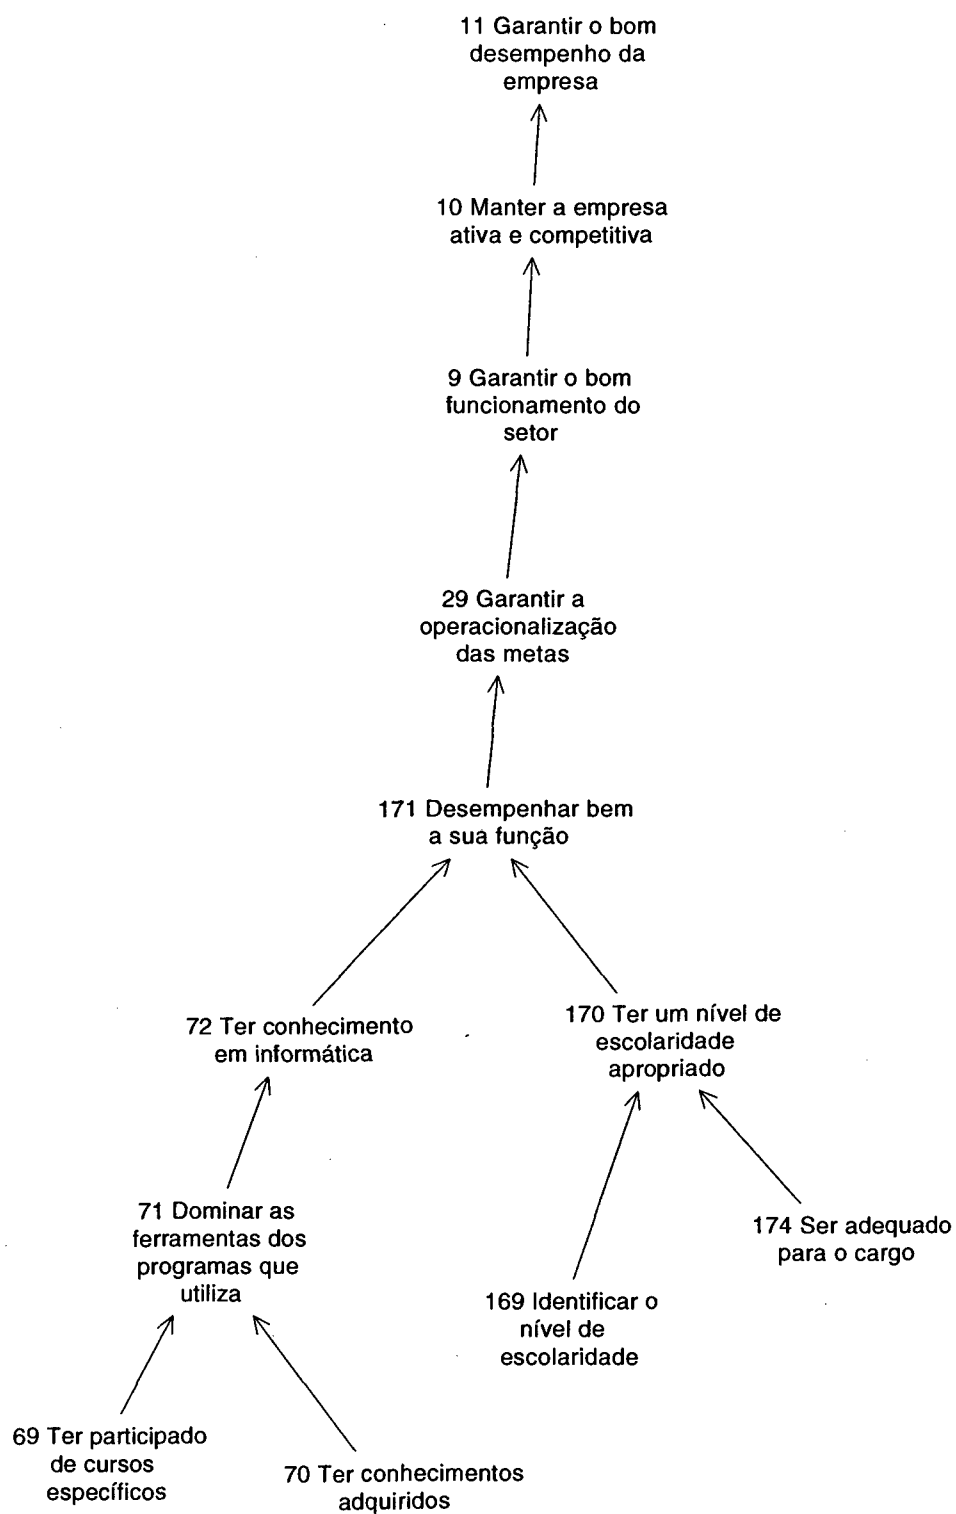 11 Garantir o bom
desempenho da
empresa
10 Manter a empresa
ativa e competitiva
9 Garantir o bom
funcionamento do
setor
29 Garantir a
operacionalização
das metas
171 Desempenhar bem
a sua função
72 Ter conhecimento
em informática
170 Ter um nível de
escolaridade
apropriado
71 Dominar as
ferramentas dos
programas que
utiliza
174 Ser adequado
para o cargo
169 Identificar o
nível de
escolaridade
69 Ter participado
de cursos
específicos
70 Ter conhecimentos
adquiridos